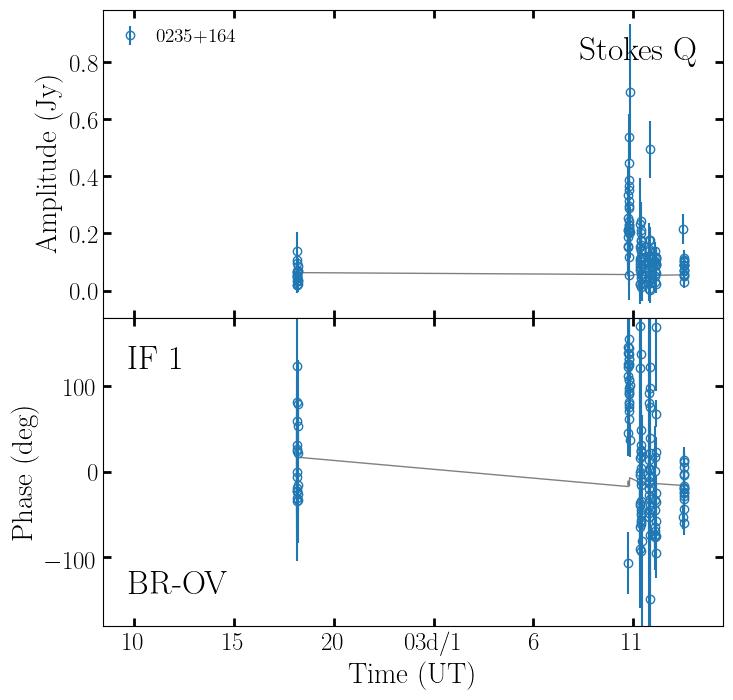 0235+164
Stokes Q
Amplitude (Jy)
0.8
0.6
0.4
0.2
0.0
IF 1
Phase (deg)
100
0
−100
BR-OV
10 15 20 03d/1 6 11
Time (UT)